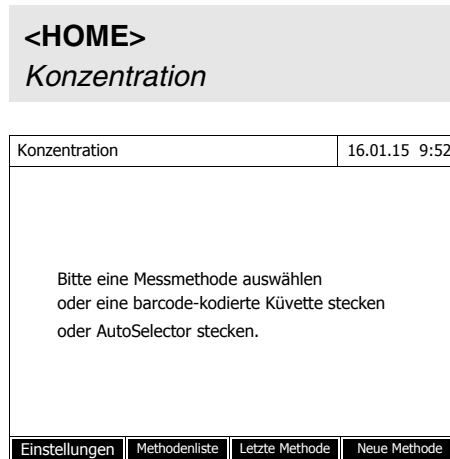 <HOME>
Konzentration
Konzentration 16.01.15 9:52
Bitte eine Messmethode auswählen
oder eine barcode-kodierte Küvette stecken
oder AutoSelector stecken.
Einstellungen Methodenliste Letzte Methode Neue Methode